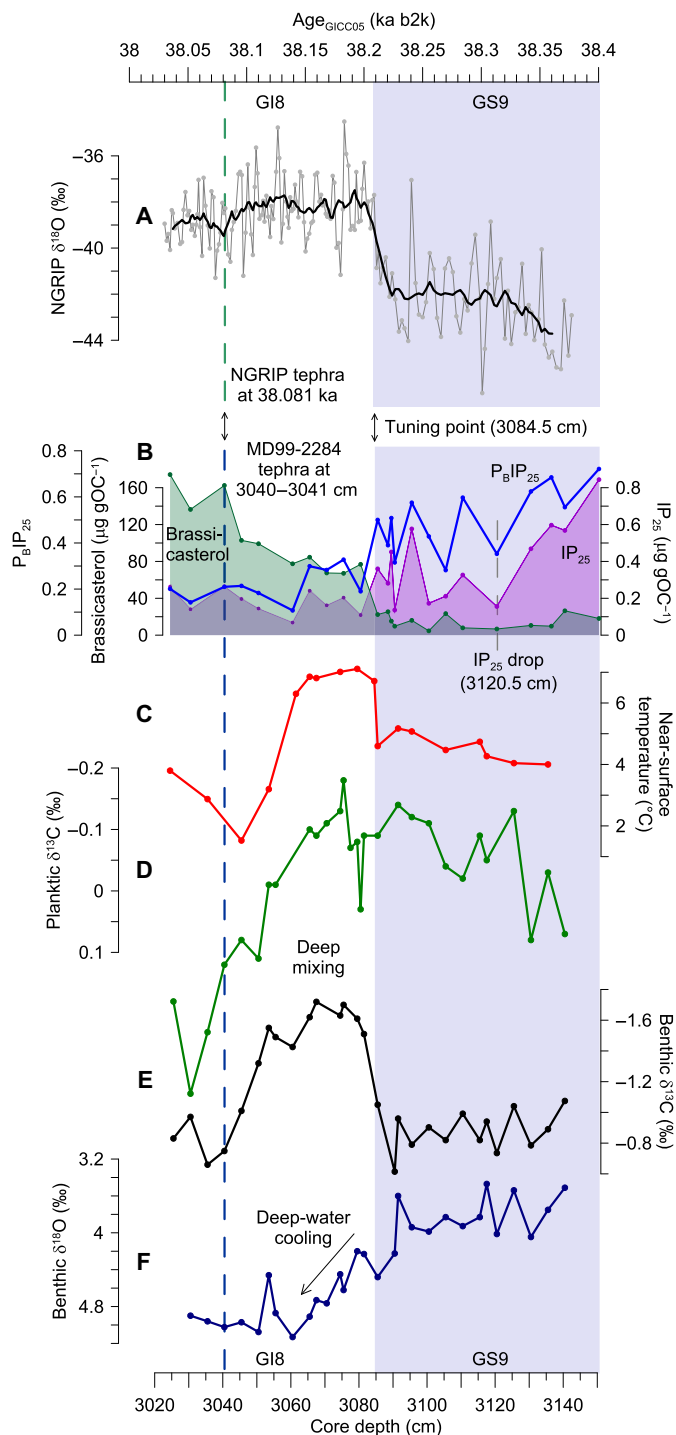 Age_GICC05 (ka b2k)
38 38.05 38.1 38.15 38.2 38.25 38.3 38.35 38.4
GI8 GS9
A
NGRIP δ¹⁸O (‰)
–36
–40
–44
NGRIP tephra
at 38.081 ka
Tuning point (3084.5 cm)
B
MD99-2284
tephra at
3040–3041 cm
P_BIP_25
0.8
0.6
0.4
0.2
0
Brassicasterol (µg gOC⁻¹)
160
120
80
40
0
Brassi-
casterol
P_BIP_25
IP_25
IP_25 (µg gOC⁻¹)
0.8
0.6
0.4
0.2
0
IP_25 drop
(3120.5 cm)
C
Near-surface
temperature
(°C)
6
4
2
D
Planktic δ¹³C (‰)
–0.2
–0.1
0
0.1
Deep
mixing
E
Benthic δ¹³C (‰)
–1.6
–1.2
–0.8
F
Benthic δ¹⁸O (‰)
3.2
4
4.8
Deep-water
cooling
GI8 GS9
3020 3040 3060 3080 3100 3120 3140
Core depth (cm)